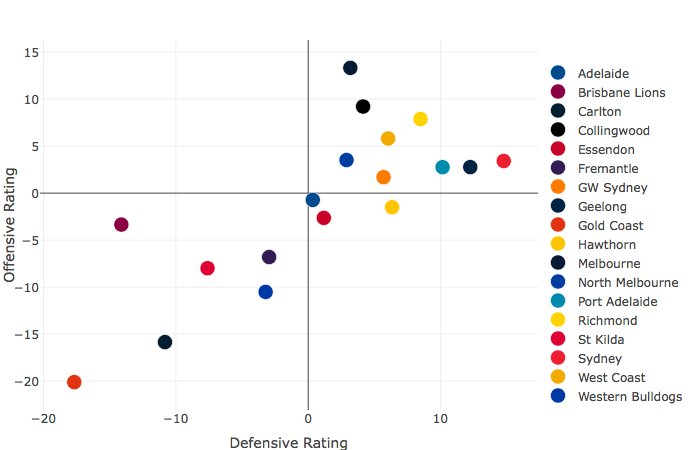 15
10
5
0
−5
−10
−15
−20
Offensive Rating
−20
−10
0
10
Defensive Rating
Adelaide
Brisbane Lions
Carlton
Collingwood
Essendon
Fremantle
GW Sydney
Geelong
Gold Coast
Hawthorn
Melbourne
North Melbourne
Port Adelaide
Richmond
St Kilda
Sydney
West Coast
Western Bulldogs